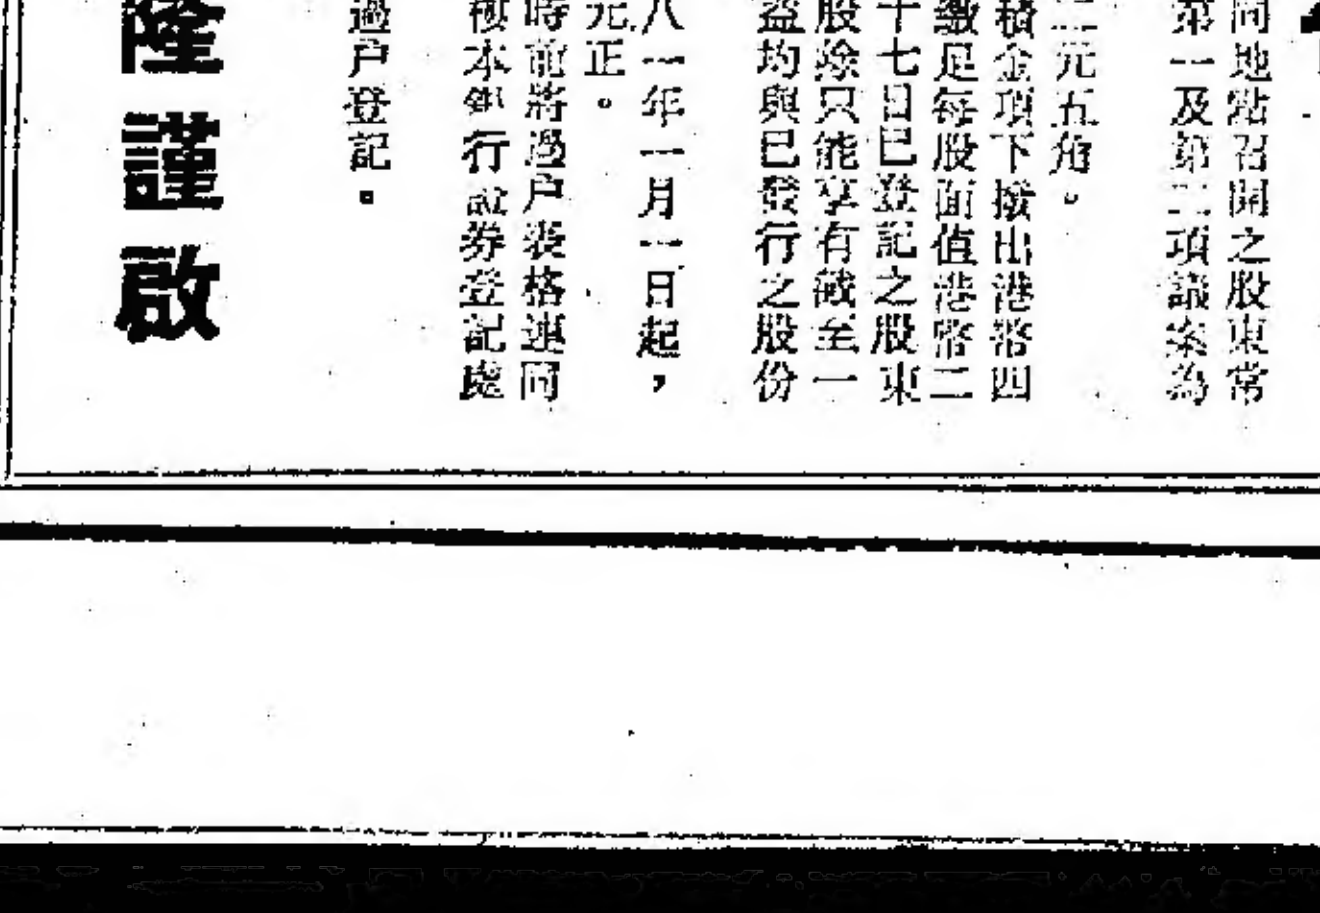 同地點召開之股東常
第一及第二項議案為
二元五角。
積金項下撥出港幣四
繳足每股面值港幣二
十七日已登記之股東
股除只能享有截至一
益均與已發行之股份
八一年一月一日起，
元正。
時前將過户表格連同
本銀行證券登記處
過户登記。
隆謹啟